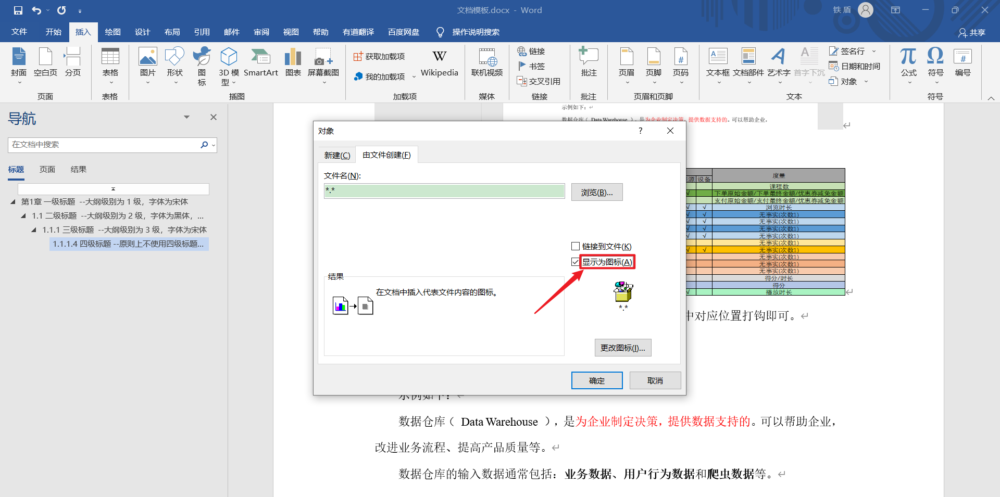 文档模板.docx - Word
铁 盾
文件 开始 插入 绘图 设计 布局 引用 邮件 审阅 视图 帮助 有道翻译 百度网盘 操作说明搜索 共享
封面 空白页 分页
页面
表格
表格
图片 形状 图标 3D 模型 SmartArt 图表 屏幕截图
插图
获取加载项
我的加载项
Wikipedia
加载项
联机视频
媒体
链接
书签
交叉引用
链接
批注
批注
页眉 页脚 页码
页眉和页脚
文本框 文档部件 艺术字 首字下沉
签名行
日期和时间
对象
文本
公式 符号 编号
符号
导航
在文档中搜索
标题 页面 结果
第1章 一级标题 --大纲级别为 1 级，字体为宋体
1.1 二级标题 --大纲级别为 2 级，字体为黑体，...
1.1.1 三级标题 --大纲级别为 3 级，字体为宋体
1.1.1.4 四级标题 --原则上不使用四级标题...
示例如下：
数据仓库（ Data Warehouse ），是为企业制定决策，提供数据支持的。可以帮助企业，
对象
?
新建(C) 由文件创建(F)
文件名(N):
*.*
浏览(B)...
链接到文件(K)
显示为图标(A)
结果
在文档中插入代表文件内容的图标。
*.*
更改图标(I)...
确定 取消
源 设备 度量
课程数
√ 下单原始金额/下单最终金额/优惠券减免金额
支付原始金额/支付最终金额/优惠券减免金额
√ √ 浏览时长
√ √ 无事实(次数1)
√ √ 无事实(次数1)
√ √ 无事实(次数1)
√ √ 无事实(次数1)
无事实(次数1)
√ √ 无事实(次数1)
无事实(次数1)
无事实(次数1)
无事实(次数1)
得分/时长
得分
√ 播放时长
中对应位置打钩即可。
示例如下：
数据仓库（ Data Warehouse ），是为企业制定决策，提供数据支持的。可以帮助企业，
改进业务流程、提高产品质量等。
数据仓库的输入数据通常包括：业务数据、用户行为数据和爬虫数据等。